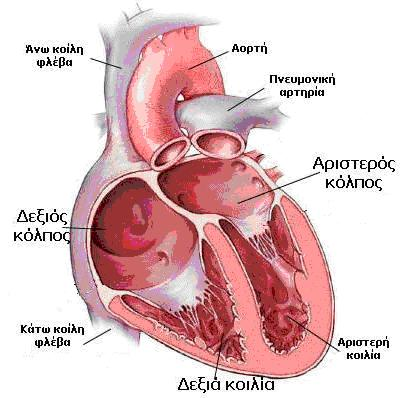 Άνω κοίλη
φλέβα
Αορτή
Πνευμονική
αρτηρία
Αριστερός
κόλπος
Δεξιός
κόλπος
Κάτω κοίλη
φλέβα
Αριστερή
κοιλία
Δεξιά κοιλία